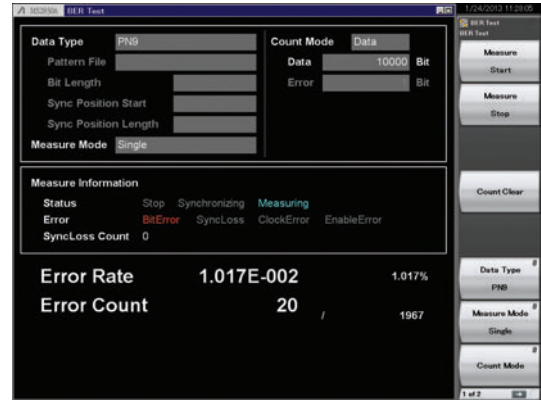 MS2830A BER Test
1/24/2013 11:28:05
BER Test
BER Test
Data Type PN9
Pattern File
Bit Length
Sync Position Start
Sync Position Length
Measure Mode Single
Count Mode Data
Data 10000 Bit
Error 1 Bit
Measure Information
Status Stop Synchronizing Measuring
Error BitError SyncLoss ClockError EnableError
SyncLoss Count 0
Error Rate 1.017E-002 1.017%
Error Count 20 / 1967
Measure
Start
Measure
Stop
Count Clear
Data Type
PN9
Measure Mode
Single
Count Mode
1 of 2